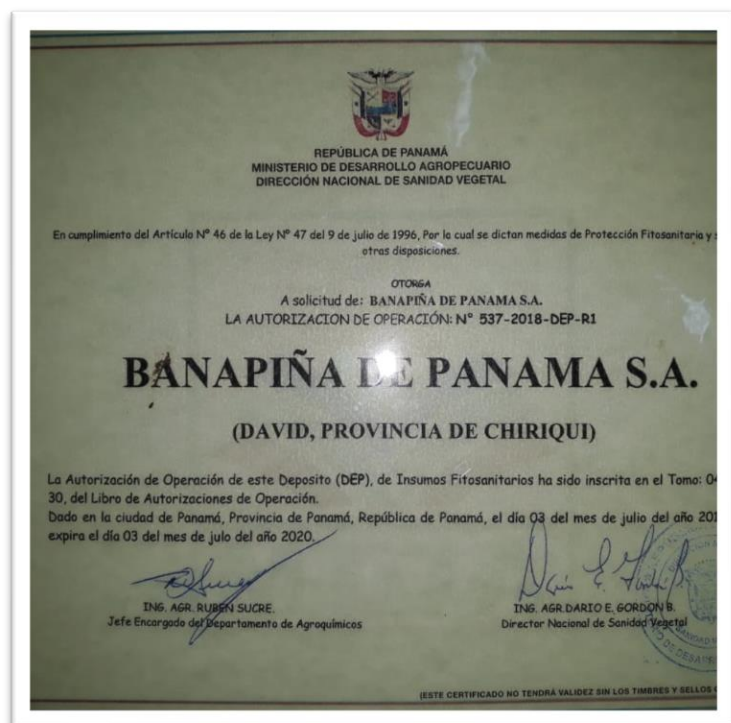 REPÚBLICA DE PANAMÁ
MINISTERIO DE DESARROLLO AGROPECUARIO
DIRECCIÓN NACIONAL DE SANIDAD VEGETAL
En cumplimiento del Artículo Nº 46 de la Ley Nº 47 del 9 de julio de 1996, Por la cual se dictan medidas de Protección Fitosanitaria y
otras disposiciones.
OTORGA
A solicitud de: BANAPIÑA DE PANAMA S.A.
LA AUTORIZACION DE OPERACIÓN: Nº 537-2018-DEP-R1
BANAPIÑA DE PANAMA S.A.
(DAVID, PROVINCIA DE CHIRIQUI)
La Autorización de Operación de este Deposito (DEP), de Insumos Fitosanitarios ha sido inscrita en el Tomo:
30, del Libro de Autorizaciones de Operación.
Dado en la ciudad de Panamá, Provincia de Panamá, República de Panamá, el día 03 del mes de julio del año
expira el día 03 del mes de julo del año 2020.
ING. AGR. RUBEN SUCRE.
Jefe Encargado del Departamento de Agroquímicos
ING. AGR. DARIO E. GORDON B.
Director Nacional de Sanidad Vegetal
(ESTE CERTIFICADO NO TENDRÁ VALIDEZ SIN LOS TIMBRES Y SELLOS